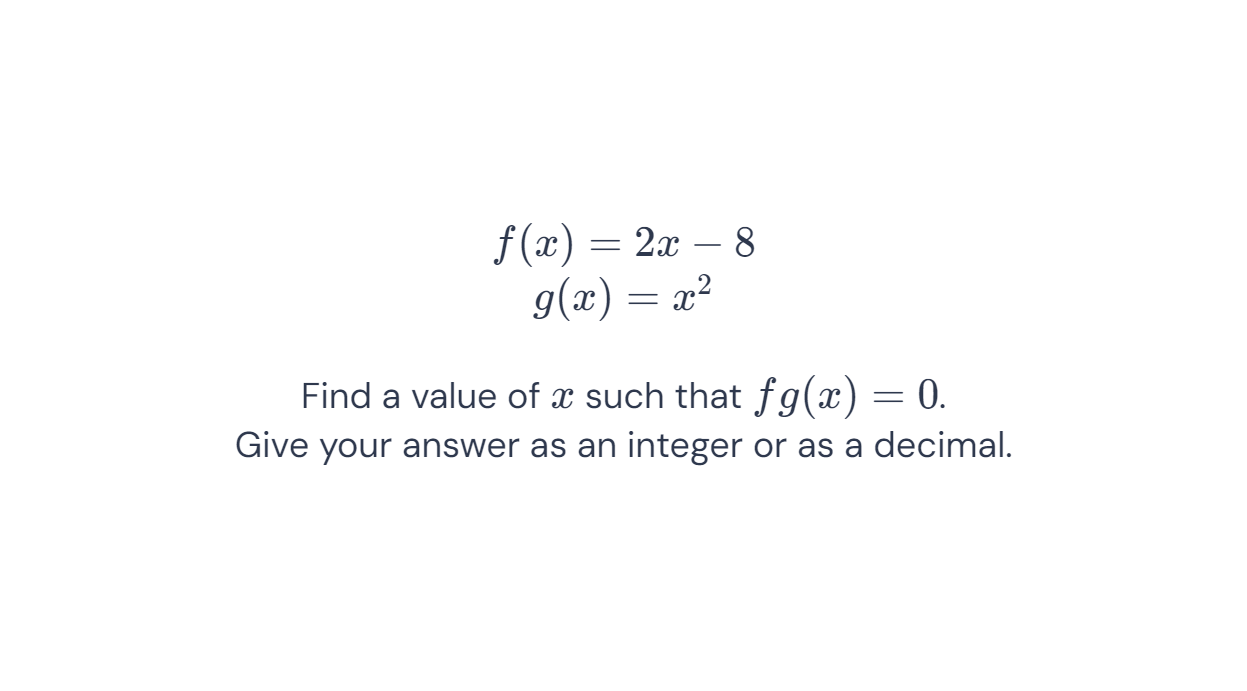 f(x) = 2x − 8
g(x) = x²
Find a value of x such that fg(x) = 0.
Give your answer as an integer or as a decimal.